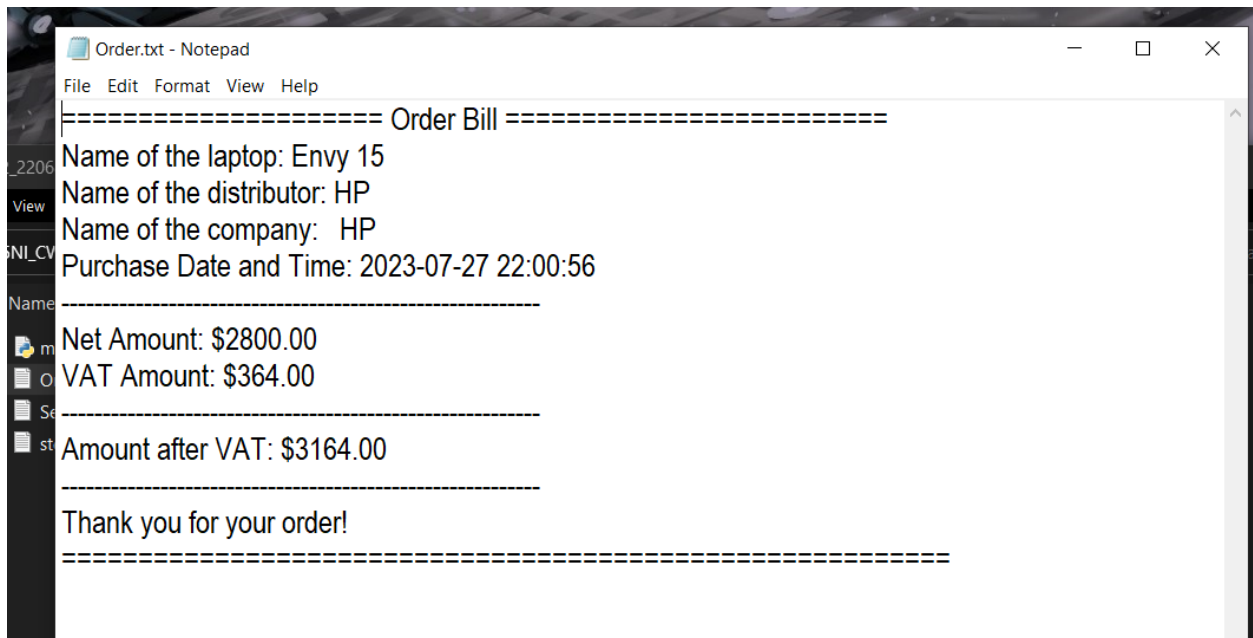 Order.txt - Notepad
File Edit Format View Help
===================== Order Bill =========================
Name of the laptop: Envy 15
Name of the distributor: HP
Name of the company:   HP
Purchase Date and Time: 2023-07-27 22:00:56
-----------------------------------------------------------
Net Amount: $2800.00
VAT Amount: $364.00
-----------------------------------------------------------
Amount after VAT: $3164.00
-----------------------------------------------------------
Thank you for your order!
==========================================================
_2206
View
Name